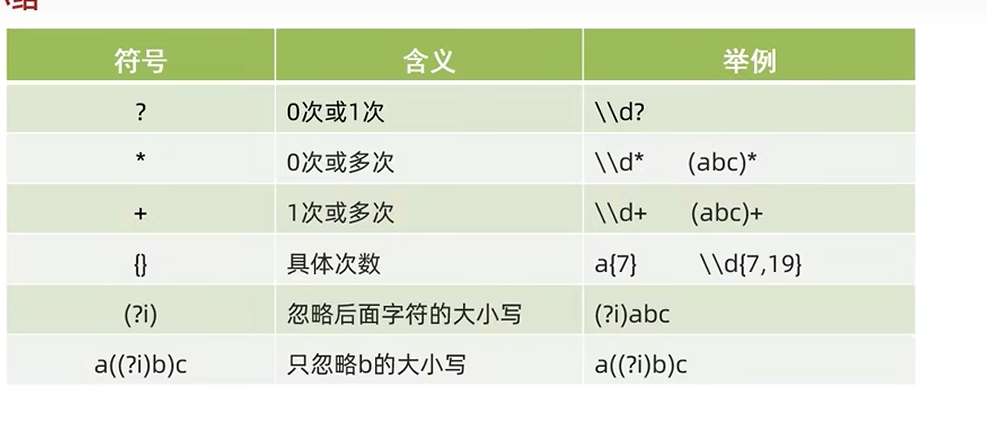 小结
符号 含义 举例
? 0次或1次 \\d?
* 0次或多次 \\d* (abc)*
+ 1次或多次 \\d+ (abc)+
{} 具体次数 a{7} \\d{7,19}
(?i) 忽略后面字符的大小写 (?i)abc
a((?i)b)c 只忽略b的大小写 a((?i)b)c